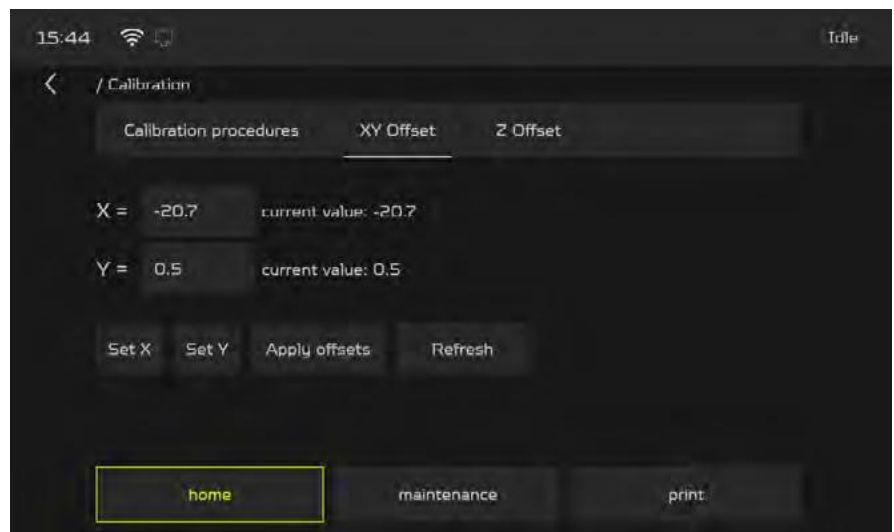 15:44 Idle
/ Calibration
Calibration procedures XY Offset Z Offset
X = -20.7 current value: -20.7
Y = 0.5 current value: 0.5
Set X Set Y Apply offsets Refresh
home maintenance print